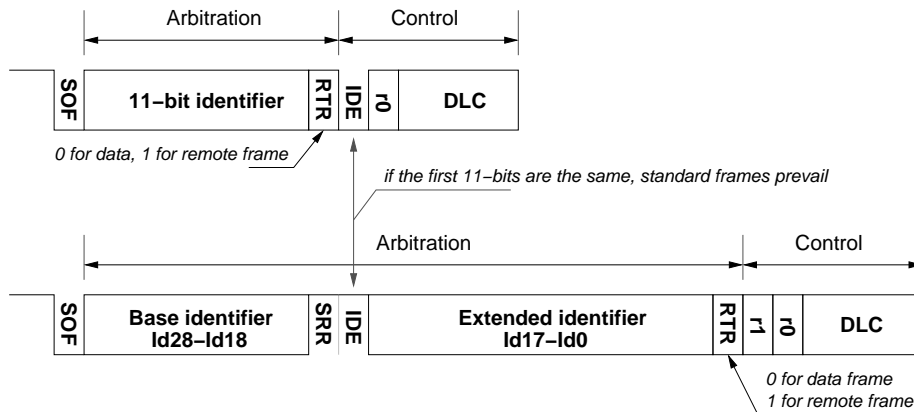 Arbitration Control
SOF 11−bit identifier RTR IDE r0 DLC
0 for data, 1 for remote frame
if the first 11−bits are the same, standard frames prevail
Arbitration Control
SOF Base identifier Id28−Id18 SRR IDE Extended identifier Id17−Id0 RTR r1 r0 DLC
0 for data frame
1 for remote frame